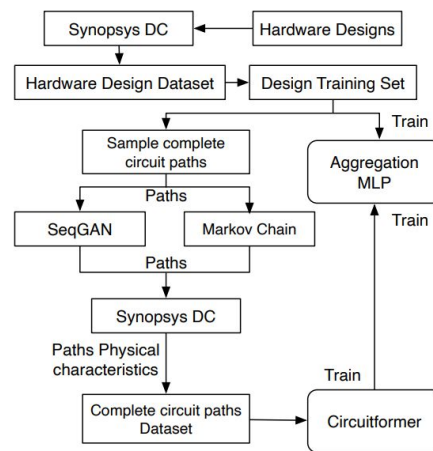 Synopsys DC
Hardware Designs
Hardware Design Dataset
Design Training Set
Train
Sample complete
circuit paths
Aggregation
MLP
Paths
Train
SeqGAN
Markov Chain
Paths
Synopsys DC
Paths Physical
characteristics
Train
Complete circuit paths
Dataset
Circuitformer